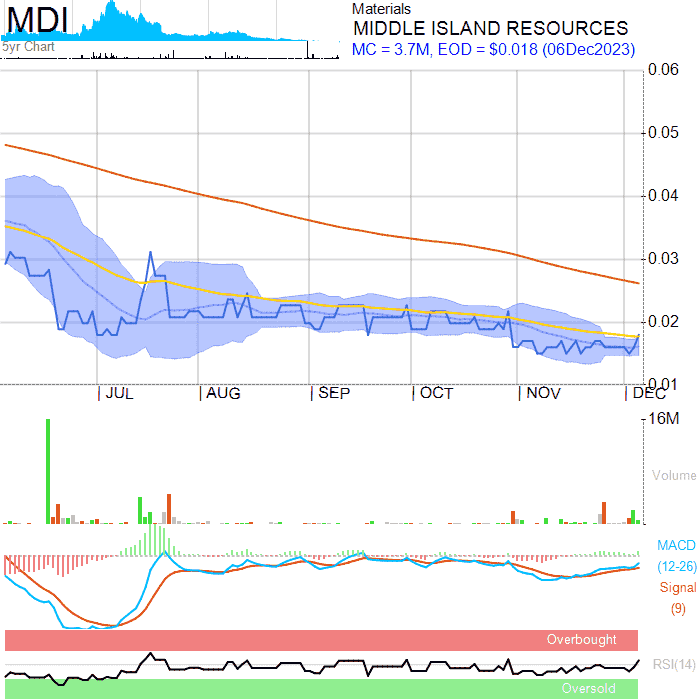 MDI
5yr Chart
Materials
MIDDLE ISLAND RESOURCES
MC = 3.7M, EOD = $0.018 (06Dec2023)
0.06
0.05
0.04
0.03
0.02
0.01
JUL AUG SEP OCT NOV DEC
16M
Volume
MACD
(12-26)
Signal
(9)
Overbought
RSI(14)
Oversold